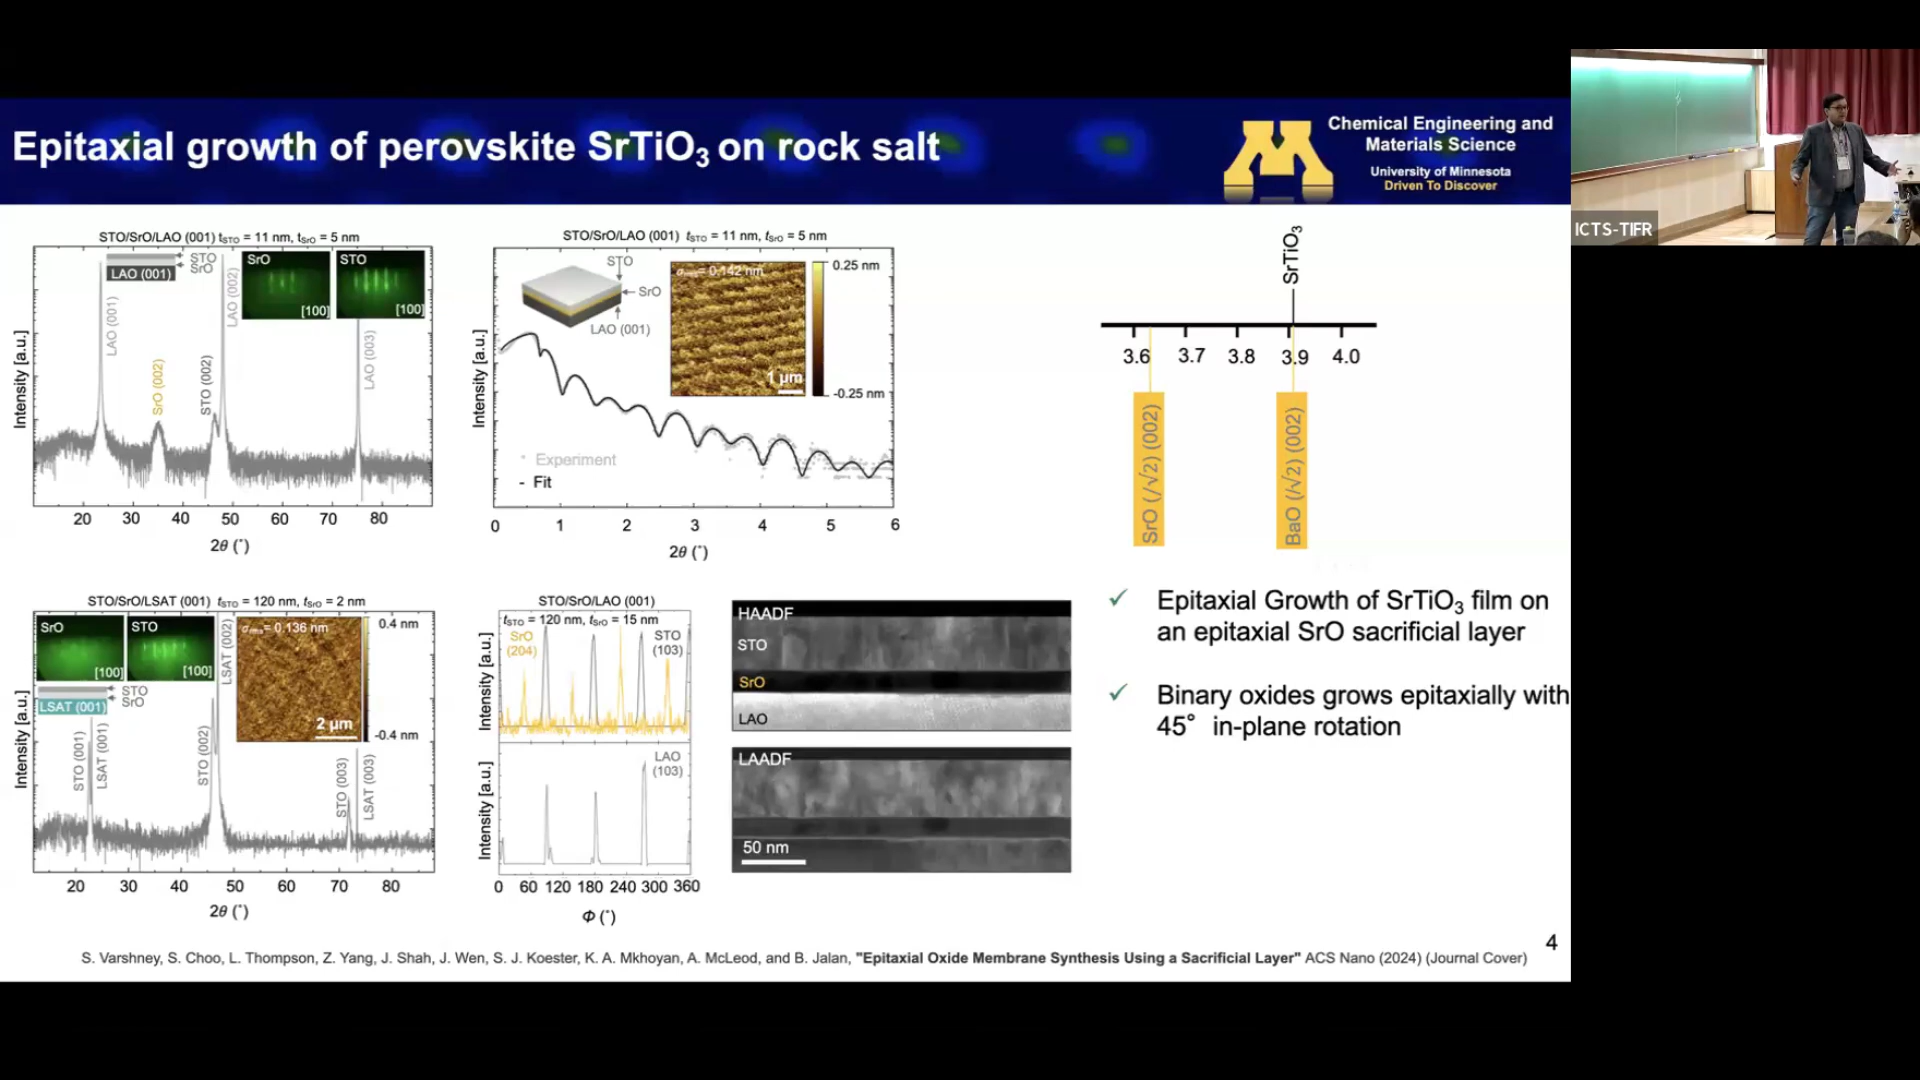 Epitaxial growth of perovskite SrTiO₃ on rock salt
Chemical Engineering and
Materials Science
University of Minnesota
Driven To Discover
ICTS-TIFR
STO/SrO/LAO (001) tSTO = 11 nm, tSrO = 5 nm
STO
SrO
LAO (001)
SrO
[100]
STO
[100]
LAO (001)
SrO (002)
STO (002)
LAO (002)
LAO (003)
Intensity [a.u.]
20 30 40 50 60 70 80
2θ (°)
STO/SrO/LAO (001) tSTO = 11 nm, tSrO = 5 nm
STO
SrO
LAO (001)
= 0.142 nm
1 µm
0.25 nm
-0.25 nm
Experiment
- Fit
Intensity [a.u.]
0 1 2 3 4 5 6
2θ (°)
SrTiO₃
3.6 3.7 3.8 3.9 4.0
SrO (/√2) (002)
BaO (/√2) (002)
STO/SrO/LSAT (001) tSTO = 120 nm, tSrO = 2 nm
SrO
[100]
STO
[100]
STO
SrO
LSAT (001)
LSAT (002)
= 0.136 nm
2 µm
0.4 nm
-0.4 nm
STO (001)
LSAT (001)
STO (002)
STO (003)
LSAT (003)
Intensity [a.u.]
20 30 40 50 60 70 80
2θ (°)
STO/SrO/LAO (001)
tSTO = 120 nm, tSrO = 15 nm
SrO
(204)
STO
(103)
LAO
(103)
Intensity [a.u.]
Intensity [a.u.]
0 60 120 180 240 300 360
Φ (°)
HAADF
STO
SrO
LAO
LAADF
50 nm
✓ Epitaxial Growth of SrTiO₃ film on
an epitaxial SrO sacrificial layer
✓ Binary oxides grows epitaxially with
45° in-plane rotation
4
S. Varshney, S. Choo, L. Thompson, Z. Yang, J. Shah, J. Wen, S. J. Koester, K. A. Mkhoyan, A. McLeod, and B. Jalan, "Epitaxial Oxide Membrane Synthesis Using a Sacrificial Layer" ACS Nano (2024) (Journal Cover)